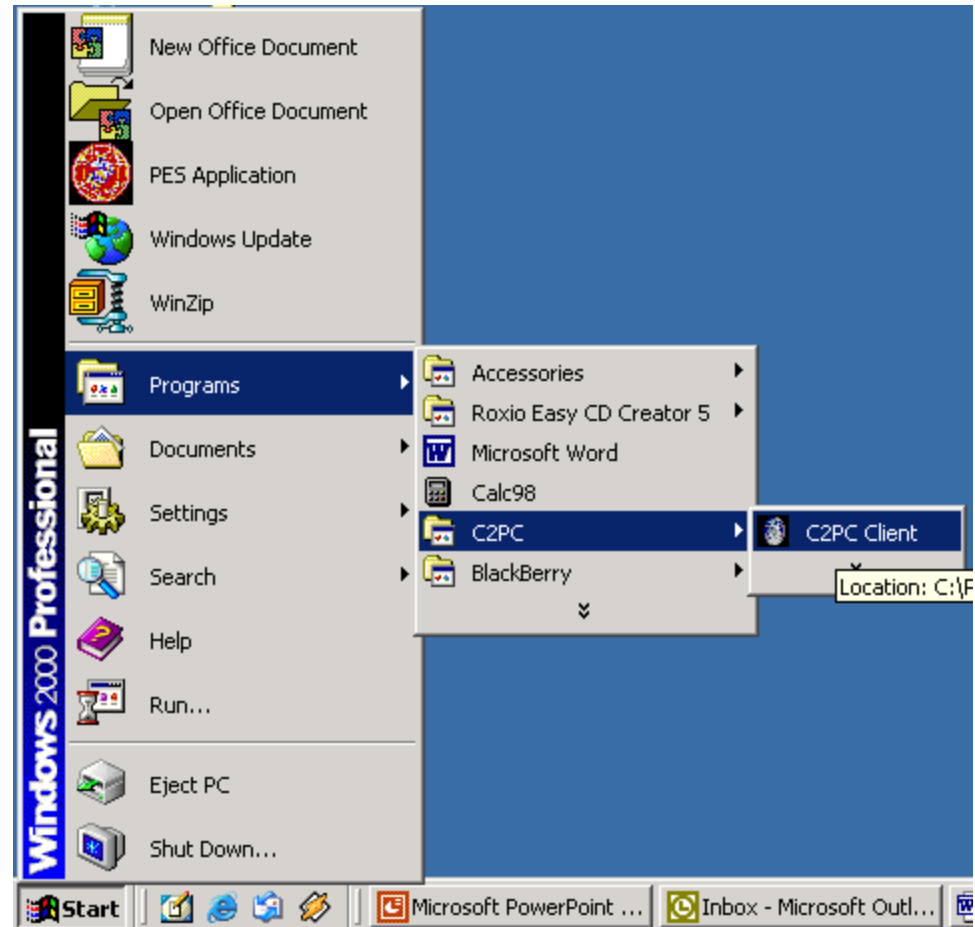 New Office Document
Open Office Document
PES Application
Windows Update
WinZip
Programs
Documents
Settings
Search
Help
Run...
Eject PC
Shut Down...
Windows 2000 Professional
Accessories
Roxio Easy CD Creator 5
Microsoft Word
Calc98
C2PC
BlackBerry
C2PC Client
Location: C:\P
Start
Microsoft PowerPoint ...
Inbox - Microsoft Outl...